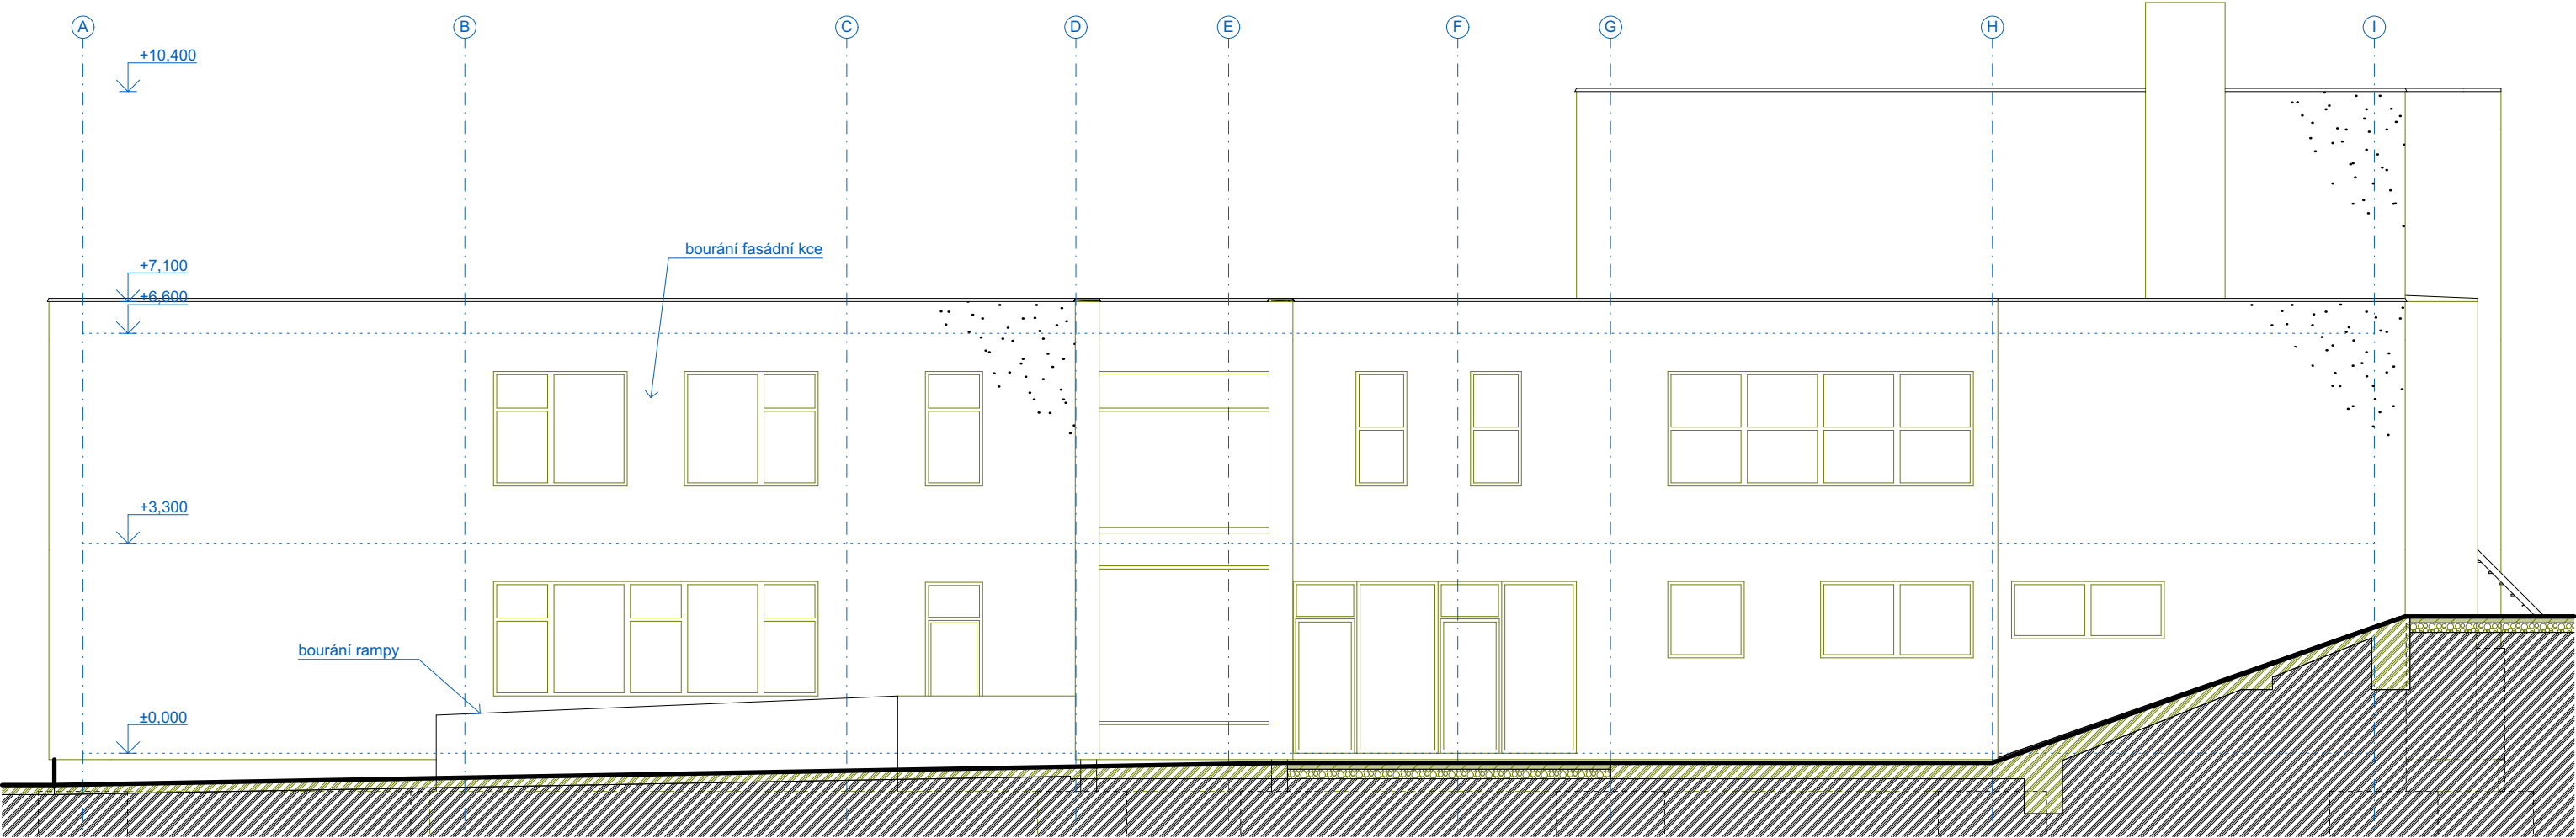 A B C D E F G H I
+10,400
bourání fasádní kce
+7,100
+6,600
+3,300
bourání rampy
±0,000